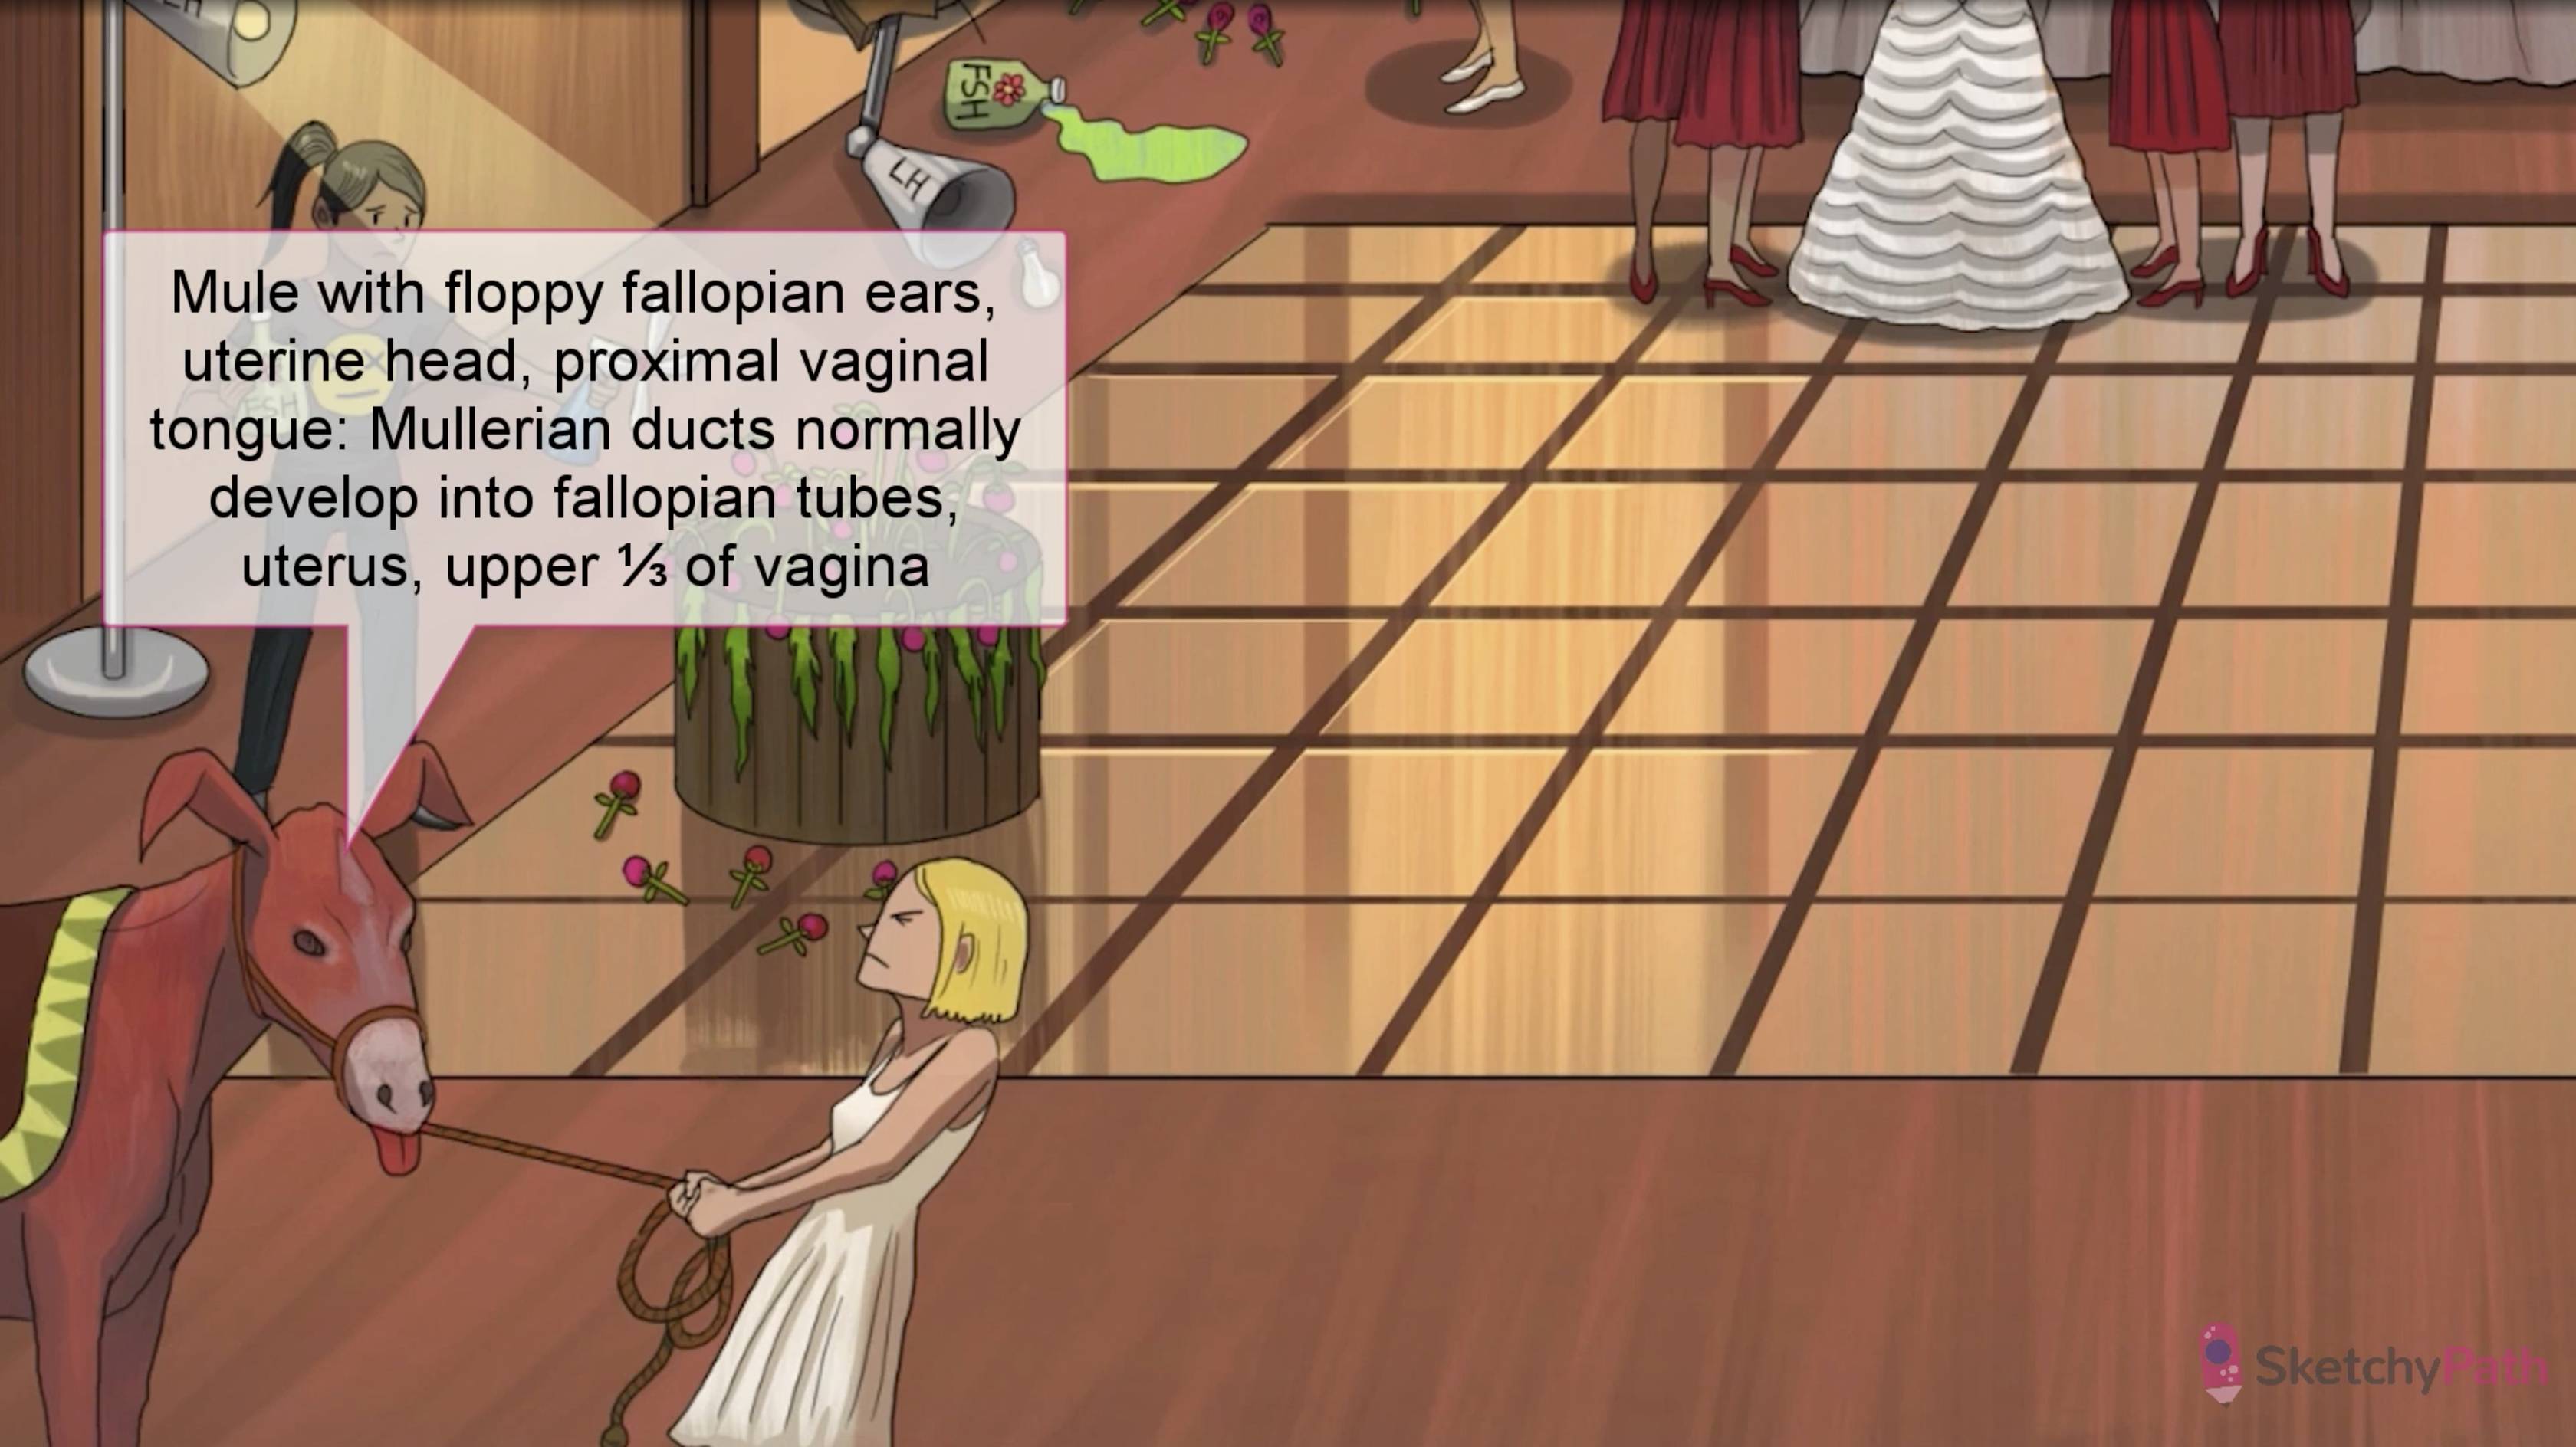 LH
FSH
LH
Mule with floppy fallopian ears,
uterine head, proximal vaginal
tongue: Mullerian ducts normally
develop into fallopian tubes,
uterus, upper ⅓ of vagina
FSH
SketchyPath